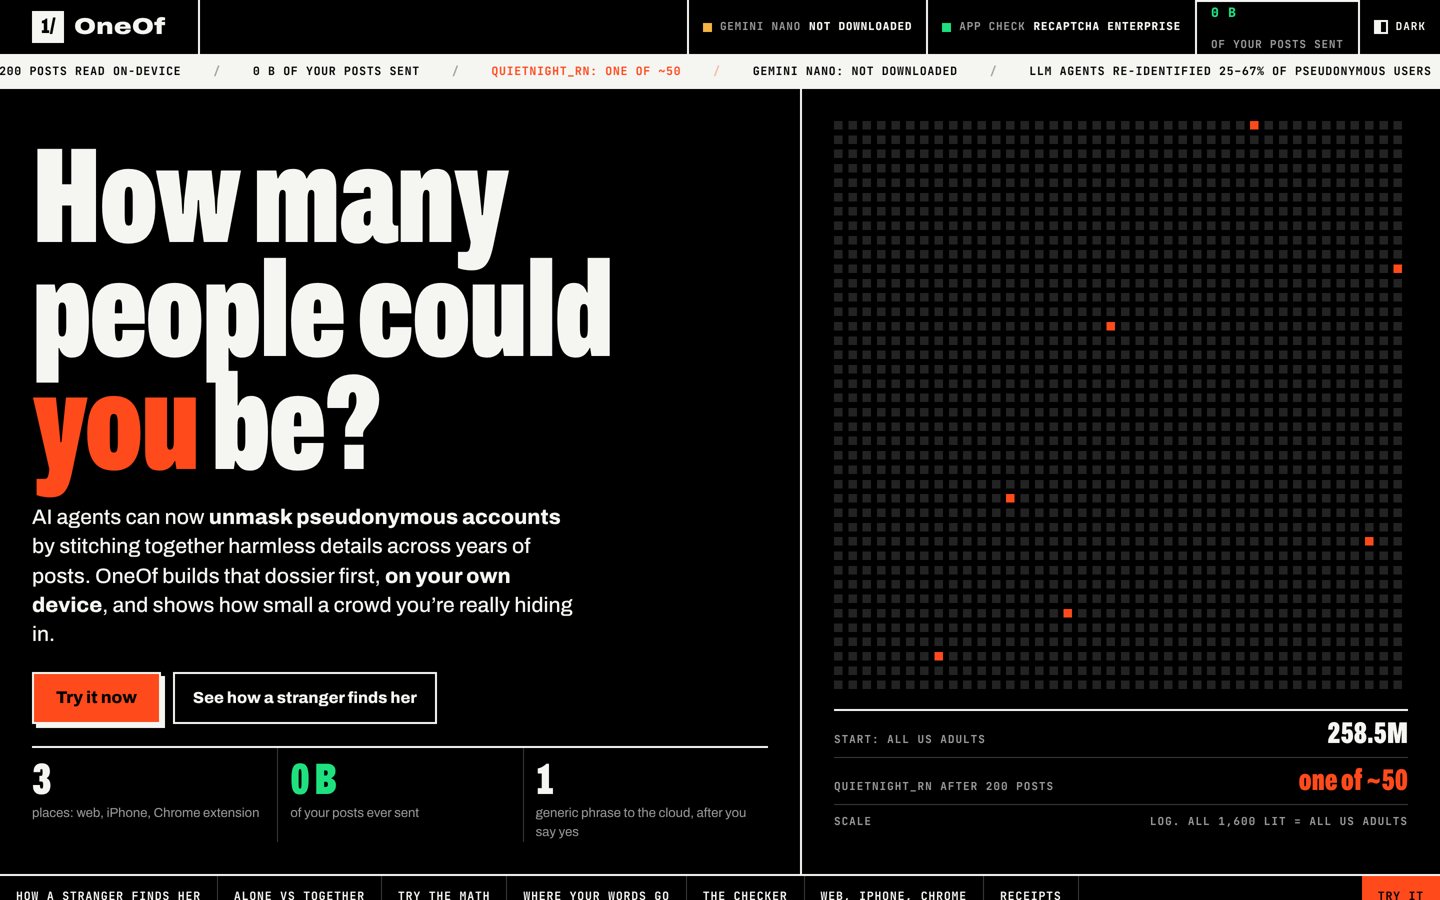 1/ OneOf
GEMINI NANO NOT DOWNLOADED
APP CHECK RECAPTCHA ENTERPRISE
0 B
OF YOUR POSTS SENT
DARK
200 POSTS READ ON-DEVICE / 0 B OF YOUR POSTS SENT / QUIETNIGHT_RN: ONE OF ~50 / GEMINI NANO: NOT DOWNLOADED / LLM AGENTS RE-IDENTIFIED 25–67% OF PSEUDONYMOUS USERS
How many
people could
you be?
AI agents can now unmask pseudonymous accounts
by stitching together harmless details across years of
posts. OneOf builds that dossier first, on your own
device, and shows how small a crowd you’re really hiding
in.
Try it now
See how a stranger finds her
3
places: web, iPhone, Chrome extension
0 B
of your posts ever sent
1
generic phrase to the cloud, after you
say yes
START: ALL US ADULTS 258.5M
QUIETNIGHT_RN AFTER 200 POSTS one of ~50
SCALE LOG. ALL 1,600 LIT = ALL US ADULTS
HOW A STRANGER FINDS HER
ALONE VS TOGETHER
TRY THE MATH
WHERE YOUR WORDS GO
THE CHECKER
WEB, IPHONE, CHROME
RECEIPTS
TRY IT